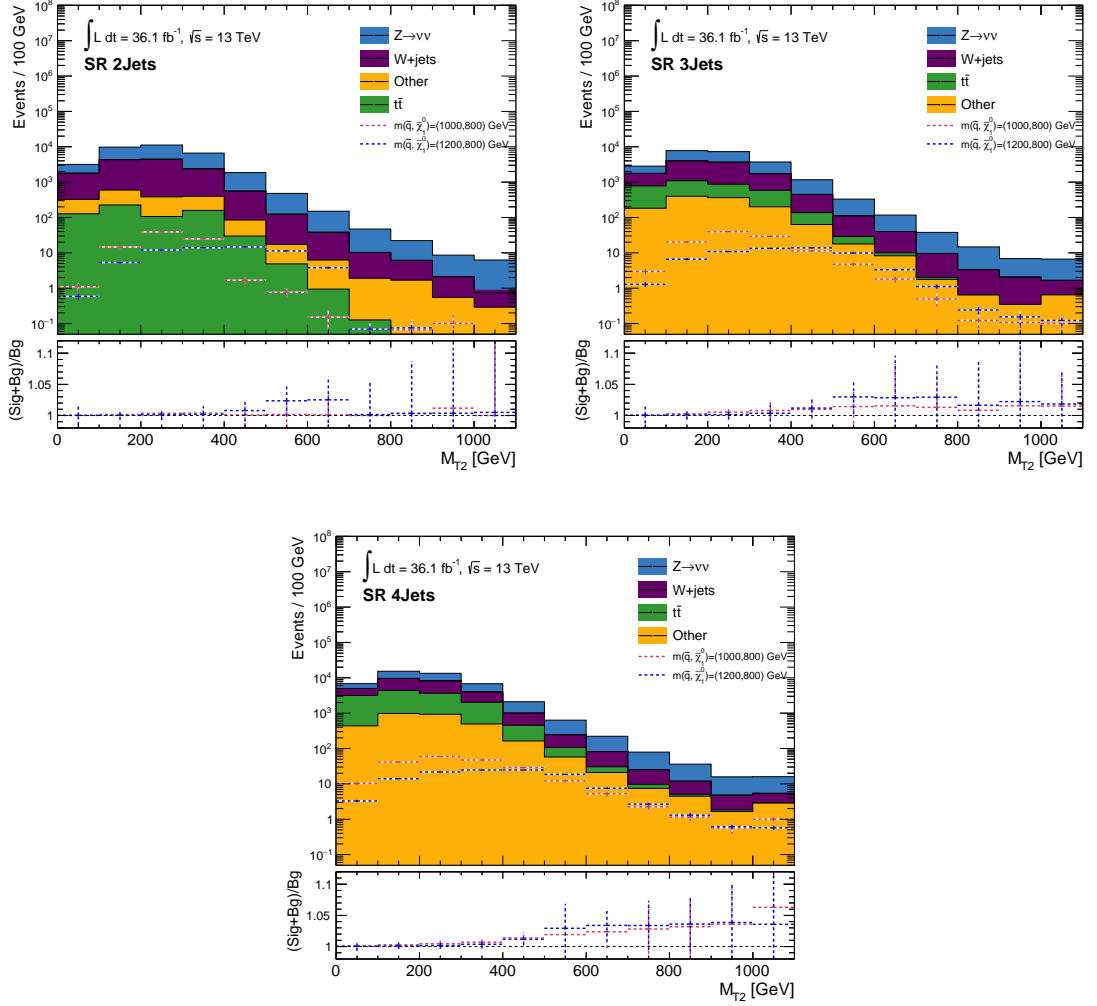 Events / 100 GeV
10⁸
10⁷
10⁶
10⁵
10⁴
10³
10²
10
1
10⁻¹
∫ L dt = 36.1 fb⁻¹, √s = 13 TeV
SR 2Jets
Z→νν
W+jets
Other
tt̄
m(q̃, χ̃₁⁰)=(1000,800) GeV
m(q̃, χ̃₁⁰)=(1200,800) GeV
(Sig+Bg)/Bg
1.1
1.05
1
0 200 400 600 800 1000
M_T2 [GeV]
Events / 100 GeV
10⁸
10⁷
10⁶
10⁵
10⁴
10³
10²
10
1
10⁻¹
∫ L dt = 36.1 fb⁻¹, √s = 13 TeV
SR 3Jets
Z→νν
W+jets
tt̄
Other
m(q̃, χ̃₁⁰)=(1000,800) GeV
m(q̃, χ̃₁⁰)=(1200,800) GeV
(Sig+Bg)/Bg
1.1
1.05
1
0 200 400 600 800 1000
M_T2 [GeV]
Events / 100 GeV
10⁸
10⁷
10⁶
10⁵
10⁴
10³
10²
10
1
10⁻¹
∫ L dt = 36.1 fb⁻¹, √s = 13 TeV
SR 4Jets
Z→νν
W+jets
tt̄
Other
m(q̃, χ̃₁⁰)=(1000,800) GeV
m(q̃, χ̃₁⁰)=(1200,800) GeV
(Sig+Bg)/Bg
1.1
1.05
1
0 200 400 600 800 1000
M_T2 [GeV]